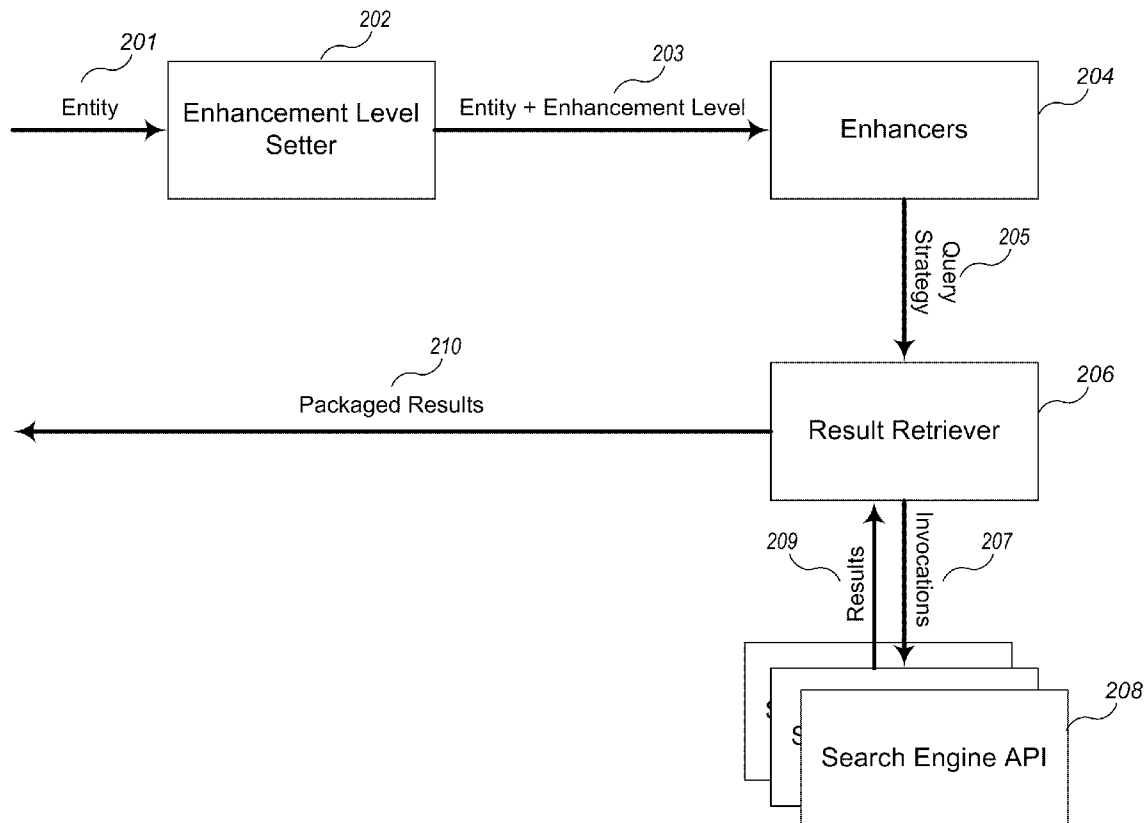 201
202
203
204
Entity
Enhancement Level
Setter
Entity + Enhancement Level
Enhancers
Query
Strategy
205
210
Packaged Results
206
Result Retriever
209
Results
Invocations
207
S
S
208
Search Engine API